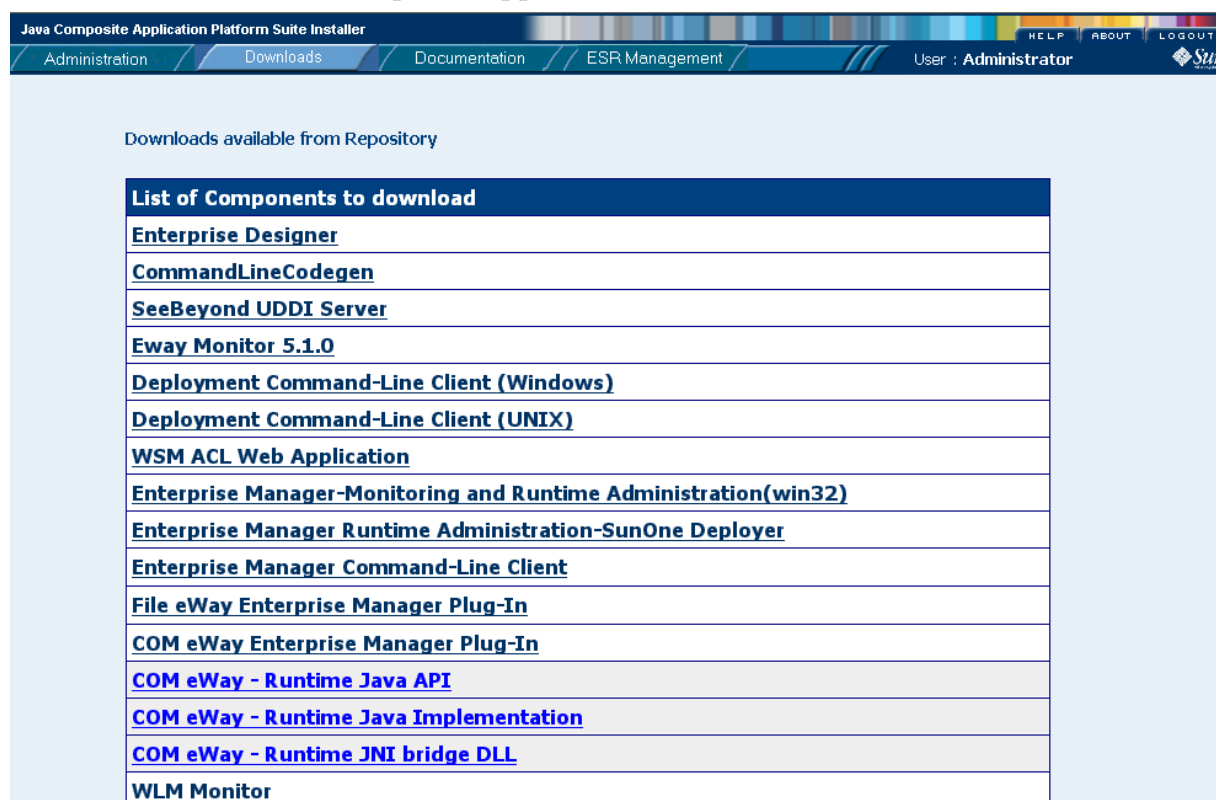 Java Composite Application Platform Suite Installer
HELP ABOUT LOGOUT
Administration Downloads Documentation ESR Management User : Administrator Sun
Downloads available from Repository
List of Components to download
Enterprise Designer
CommandLineCodegen
SeeBeyond UDDI Server
Eway Monitor 5.1.0
Deployment Command-Line Client (Windows)
Deployment Command-Line Client (UNIX)
WSM ACL Web Application
Enterprise Manager-Monitoring and Runtime Administration(win32)
Enterprise Manager Runtime Administration-SunOne Deployer
Enterprise Manager Command-Line Client
File eWay Enterprise Manager Plug-In
COM eWay Enterprise Manager Plug-In
COM eWay - Runtime Java API
COM eWay - Runtime Java Implementation
COM eWay - Runtime JNI bridge DLL
WLM Monitor